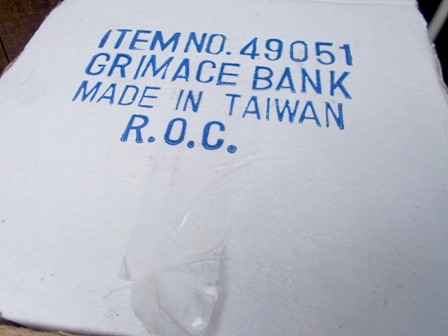 ITEM NO. 49051
GRIMACE BANK
MADE IN TAIWAN
R.O.C.